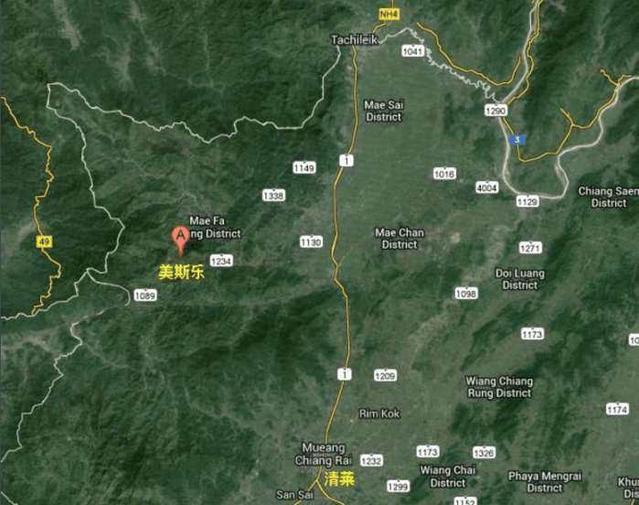 NH4
Tachileik
1041
Mae Sai
District
1290
3
1
1149
1016
1338
4004
1129
Chiang Saen
District
Mae Fa
ng District
49
A
美斯乐
1234
1130
Mae Chan
District
1271
Doi Luang
District
1089
1098
1173
1
1209
Wiang Chiang
Rung District
1174
Rim Kok
Mueang
Chiang Rai
1232
1173
1326
清莱
Wiang Chai
District
Phaya Mengrai
District
San Sai
1299
1152